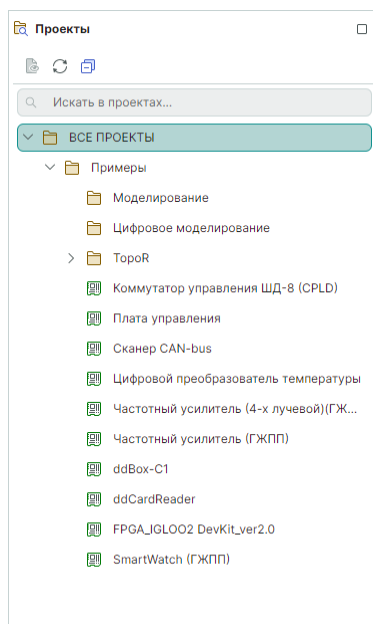 Проекты
Искать в проектах...
ВСЕ ПРОЕКТЫ
Примеры
Моделирование
Цифровое моделирование
TopoR
Коммутатор управления ШД-8 (CPLD)
Плата управления
Сканер CAN-bus
Цифровой преобразователь температуры
Частотный усилитель (4-х лучевой)(ГЖ...
Частотный усилитель (ГЖПП)
ddBox-C1
ddCardReader
FPGA_IGLOO2 DevKit_ver2.0
SmartWatch (ГЖПП)